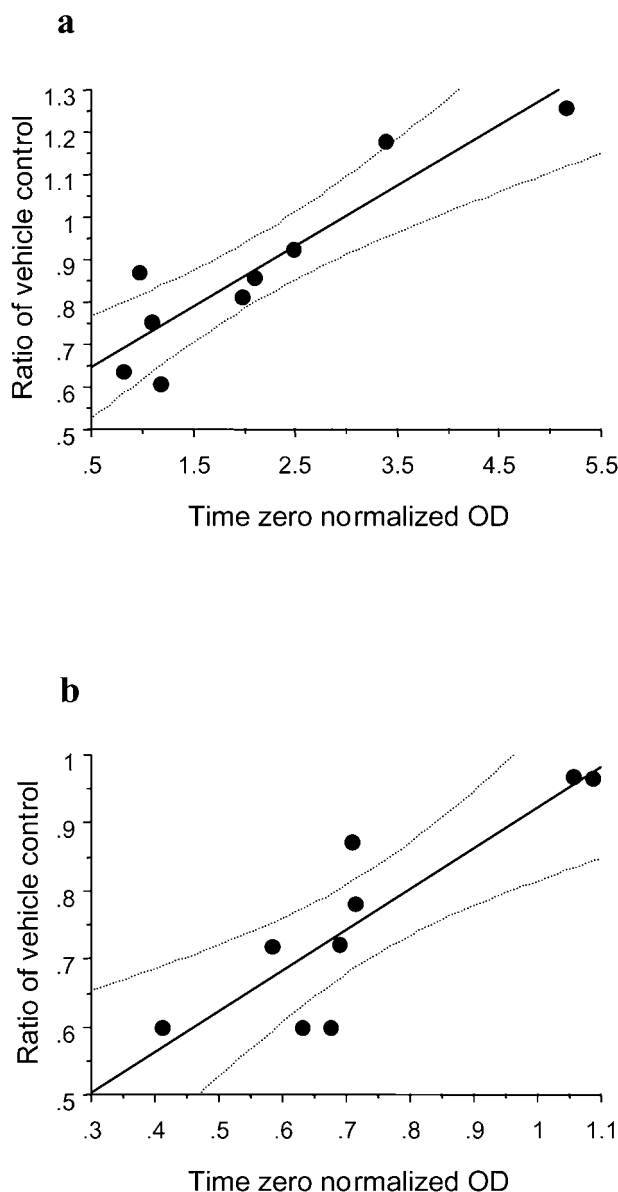 a
Ratio of vehicle control
1.3
1.2
1.1
1
.9
.8
.7
.6
.5
.5 1.5 2.5 3.5 4.5 5.5
Time zero normalized OD
b
Ratio of vehicle control
1
.9
.8
.7
.6
.5
.3 .4 .5 .6 .7 .8 .9 1 1.1
Time zero normalized OD